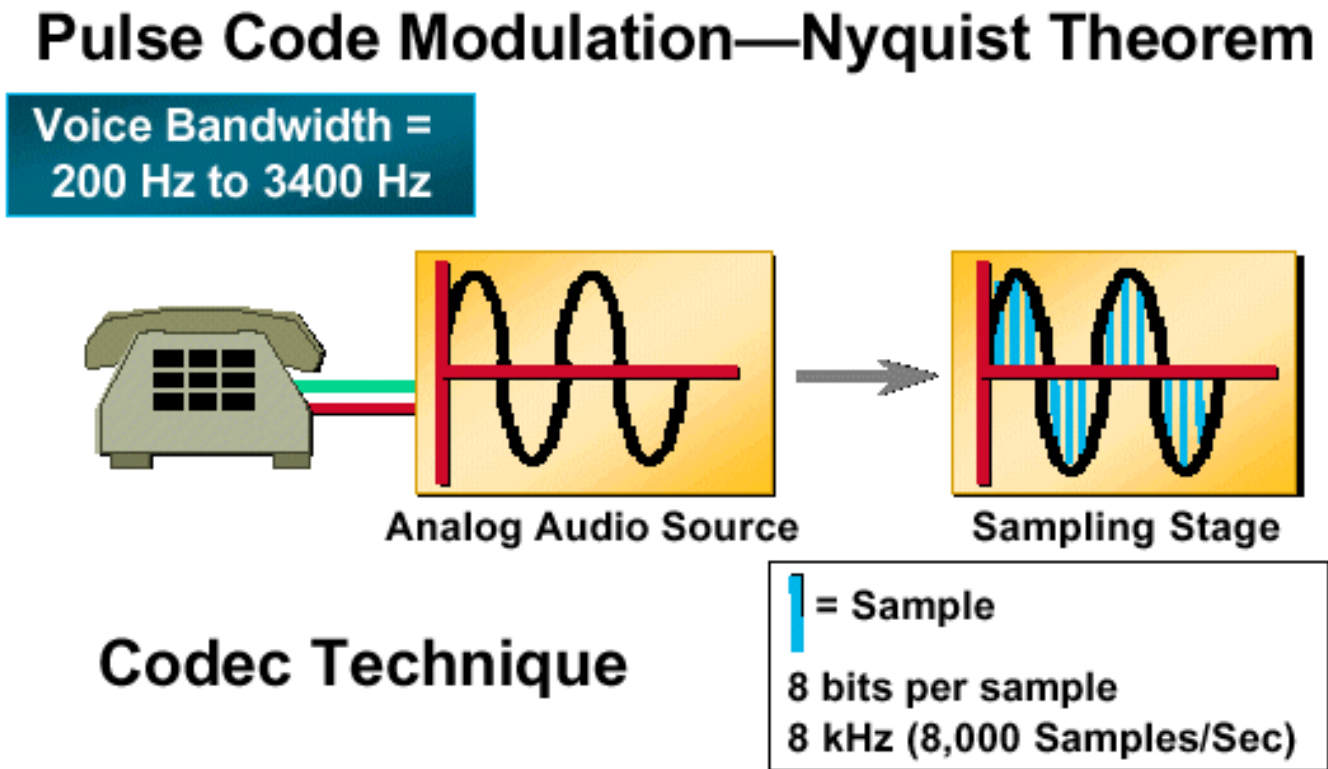 Pulse Code Modulation—Nyquist Theorem
Voice Bandwidth =
200 Hz to 3400 Hz
Analog Audio Source
Sampling Stage
= Sample
8 bits per sample
8 kHz (8,000 Samples/Sec)
Codec Technique